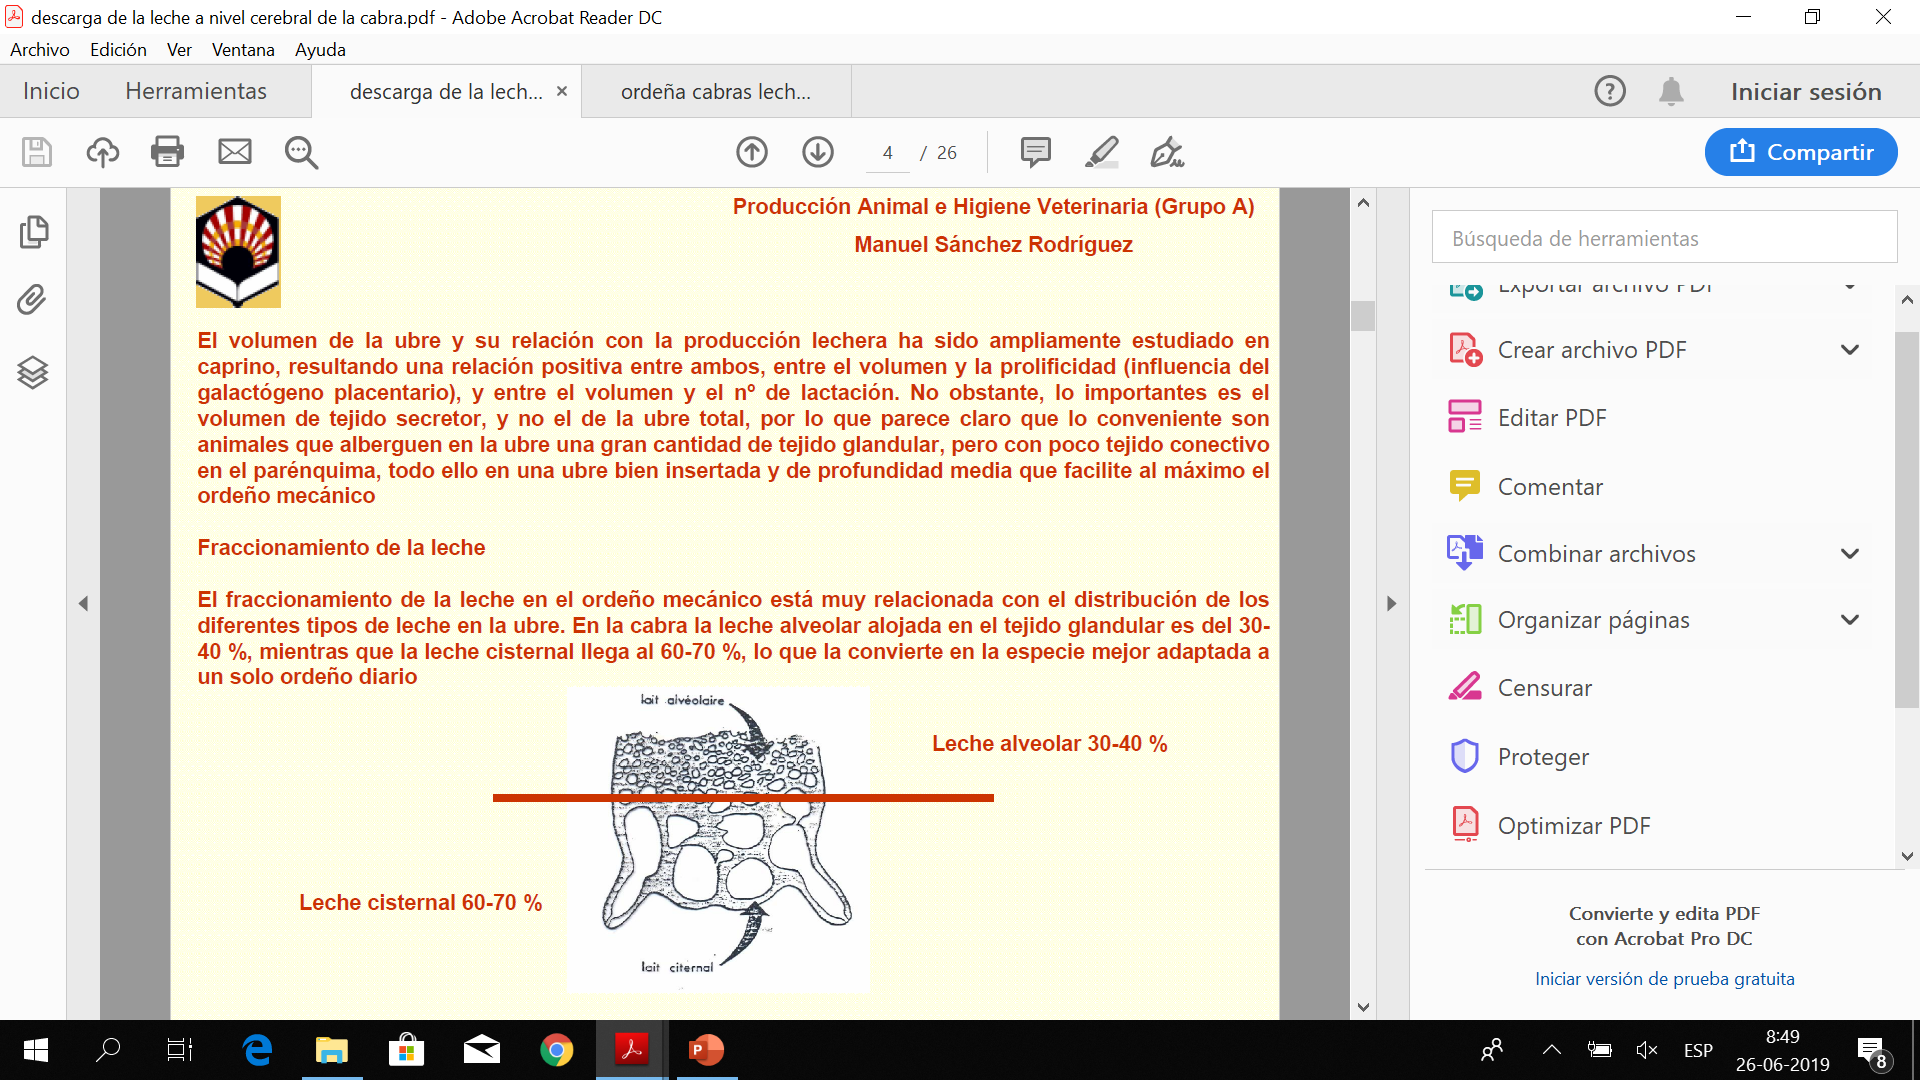 descarga de la leche a nivel cerebral de la cabra.pdf - Adobe Acrobat Reader DC
Archivo Edición Ver Ventana Ayuda
Inicio Herramientas descarga de la lech... × ordeña cabras lech... Iniciar sesión
4 / 26 Compartir
Producción Animal e Higiene Veterinaria (Grupo A)
Manuel Sánchez Rodríguez
El volumen de la ubre y su relación con la producción lechera ha sido ampliamente estudiado en
caprino, resultando una relación positiva entre ambos, entre el volumen y la prolificidad (influencia del
galactógeno placentario), y entre el volumen y el nº de lactación. No obstante, lo importantes es el
volumen de tejido secretor, y no el de la ubre total, por lo que parece claro que lo conveniente son
animales que alberguen en la ubre una gran cantidad de tejido glandular, pero con poco tejido conectivo
en el parénquima, todo ello en una ubre bien insertada y de profundidad media que facilite al máximo el
ordeño mecánico
Fraccionamiento de la leche
El fraccionamiento de la leche en el ordeño mecánico está muy relacionada con el distribución de los
diferentes tipos de leche en la ubre. En la cabra la leche alveolar alojada en el tejido glandular es del 30-
40 %, mientras que la leche cisternal llega al 60-70 %, lo que la convierte en la especie mejor adaptada a
un solo ordeño diario
lait alvéolaire
Leche alveolar 30-40 %
Leche cisternal 60-70 %
lait citernal
Búsqueda de herramientas
Exportar archivo PDF
Crear archivo PDF
Editar PDF
Comentar
Combinar archivos
Organizar páginas
Censurar
Proteger
Optimizar PDF
Convierte y edita PDF
con Acrobat Pro DC
Iniciar versión de prueba gratuita
ESP
8:49
26-06-2019
8